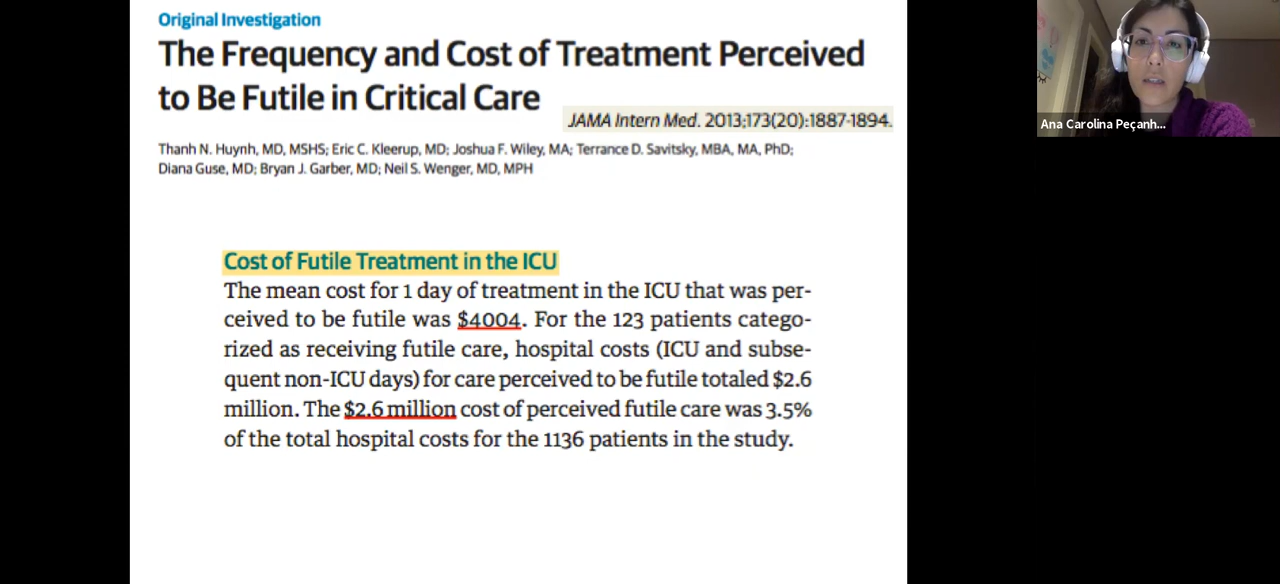 Original Investigation
The Frequency and Cost of Treatment Perceived
to Be Futile in Critical Care
JAMA Intern Med. 2013;173(20):1887-1894.
Thanh N. Huynh, MD, MSHS; Eric C. Kleerup, MD; Joshua F. Wiley, MA; Terrance D. Savitsky, MBA, MA, PhD;
Diana Guse, MD; Bryan J. Garber, MD; Neil S. Wenger, MD, MPH
Cost of Futile Treatment in the ICU
The mean cost for 1 day of treatment in the ICU that was per-
ceived to be futile was $4004. For the 123 patients catego-
rized as receiving futile care, hospital costs (ICU and subse-
quent non-ICU days) for care perceived to be futile totaled $2.6
million. The $2.6 million cost of perceived futile care was 3.5%
of the total hospital costs for the 1136 patients in the study.
Ana Carolina Peçanh...